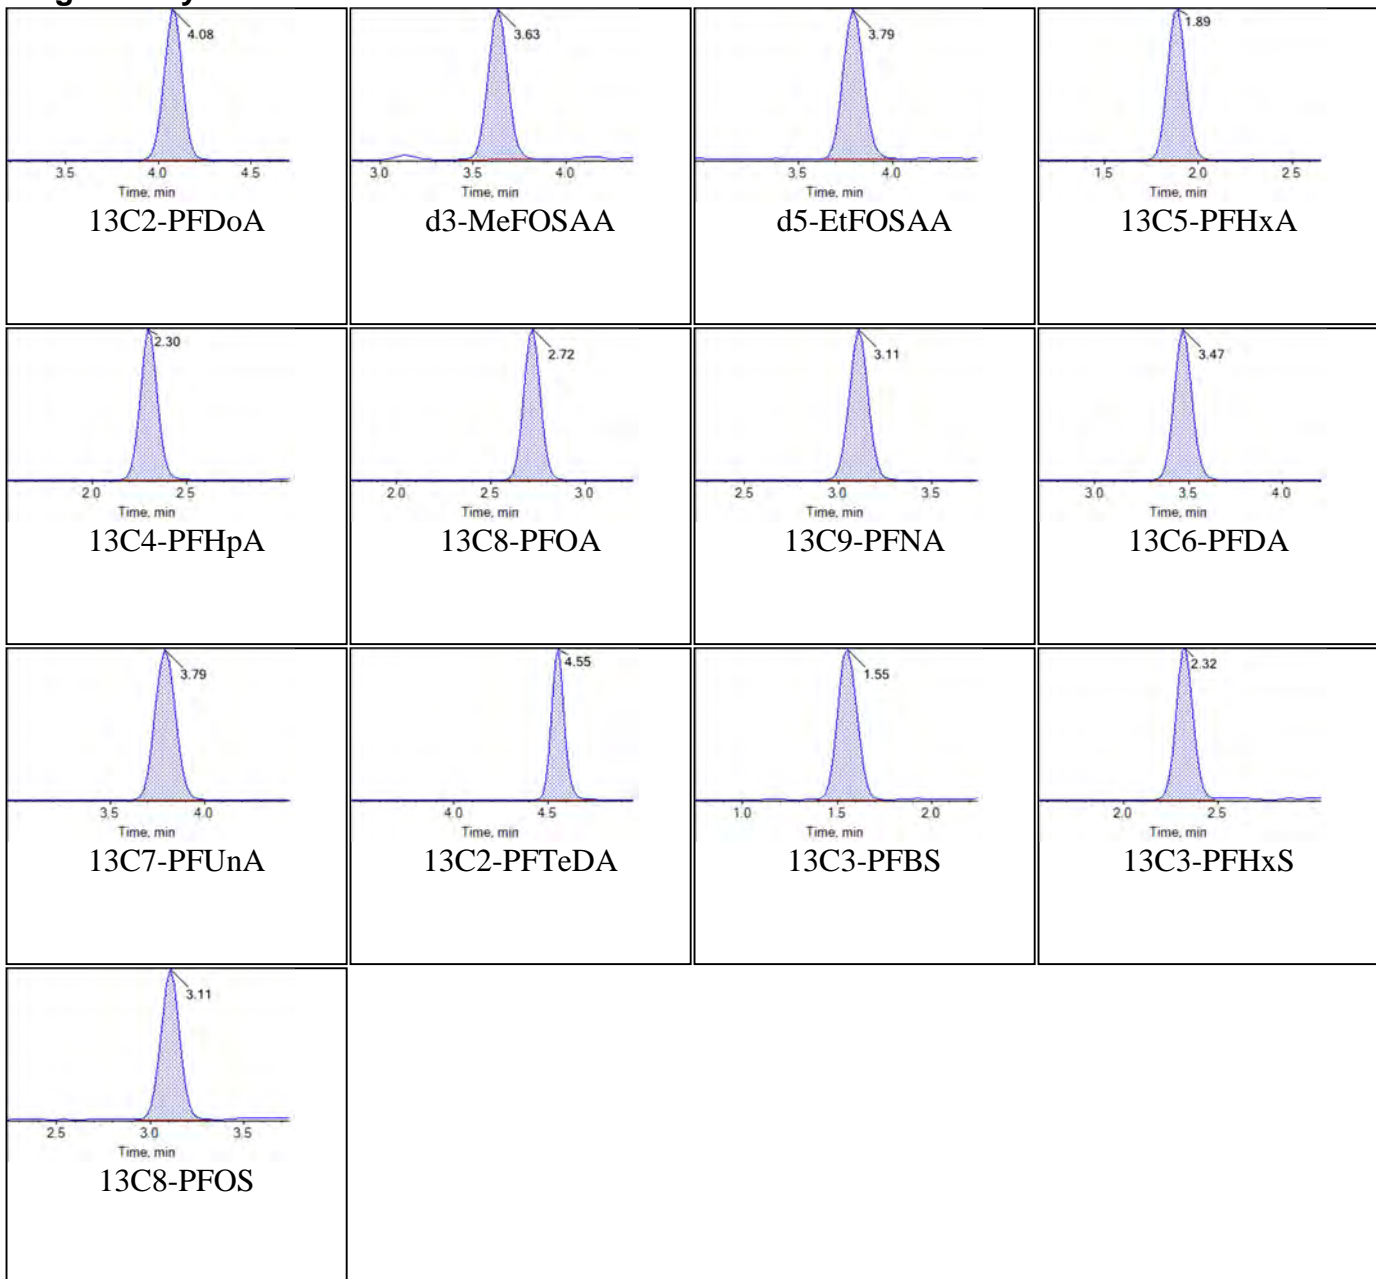 4.08
3.5 4.0 4.5
Time, min
13C2-PFDoA
3.63
3.0 3.5 4.0
Time, min
d3-MeFOSAA
3.79
3.5 4.0
Time, min
d5-EtFOSAA
1.89
1.5 2.0 2.5
Time, min
13C5-PFHxA
2.30
2.0 2.5
Time, min
13C4-PFHpA
2.72
2.0 2.5 3.0
Time, min
13C8-PFOA
3.11
2.5 3.0 3.5
Time, min
13C9-PFNA
3.47
3.0 3.5 4.0
Time, min
13C6-PFDA
3.79
3.5 4.0
Time, min
13C7-PFUnA
4.55
4.0 4.5
Time, min
13C2-PFTeDA
1.55
1.0 1.5 2.0
Time, min
13C3-PFBS
2.32
2.0 2.5
Time, min
13C3-PFHxS
3.11
2.5 3.0 3.5
Time, min
13C8-PFOS